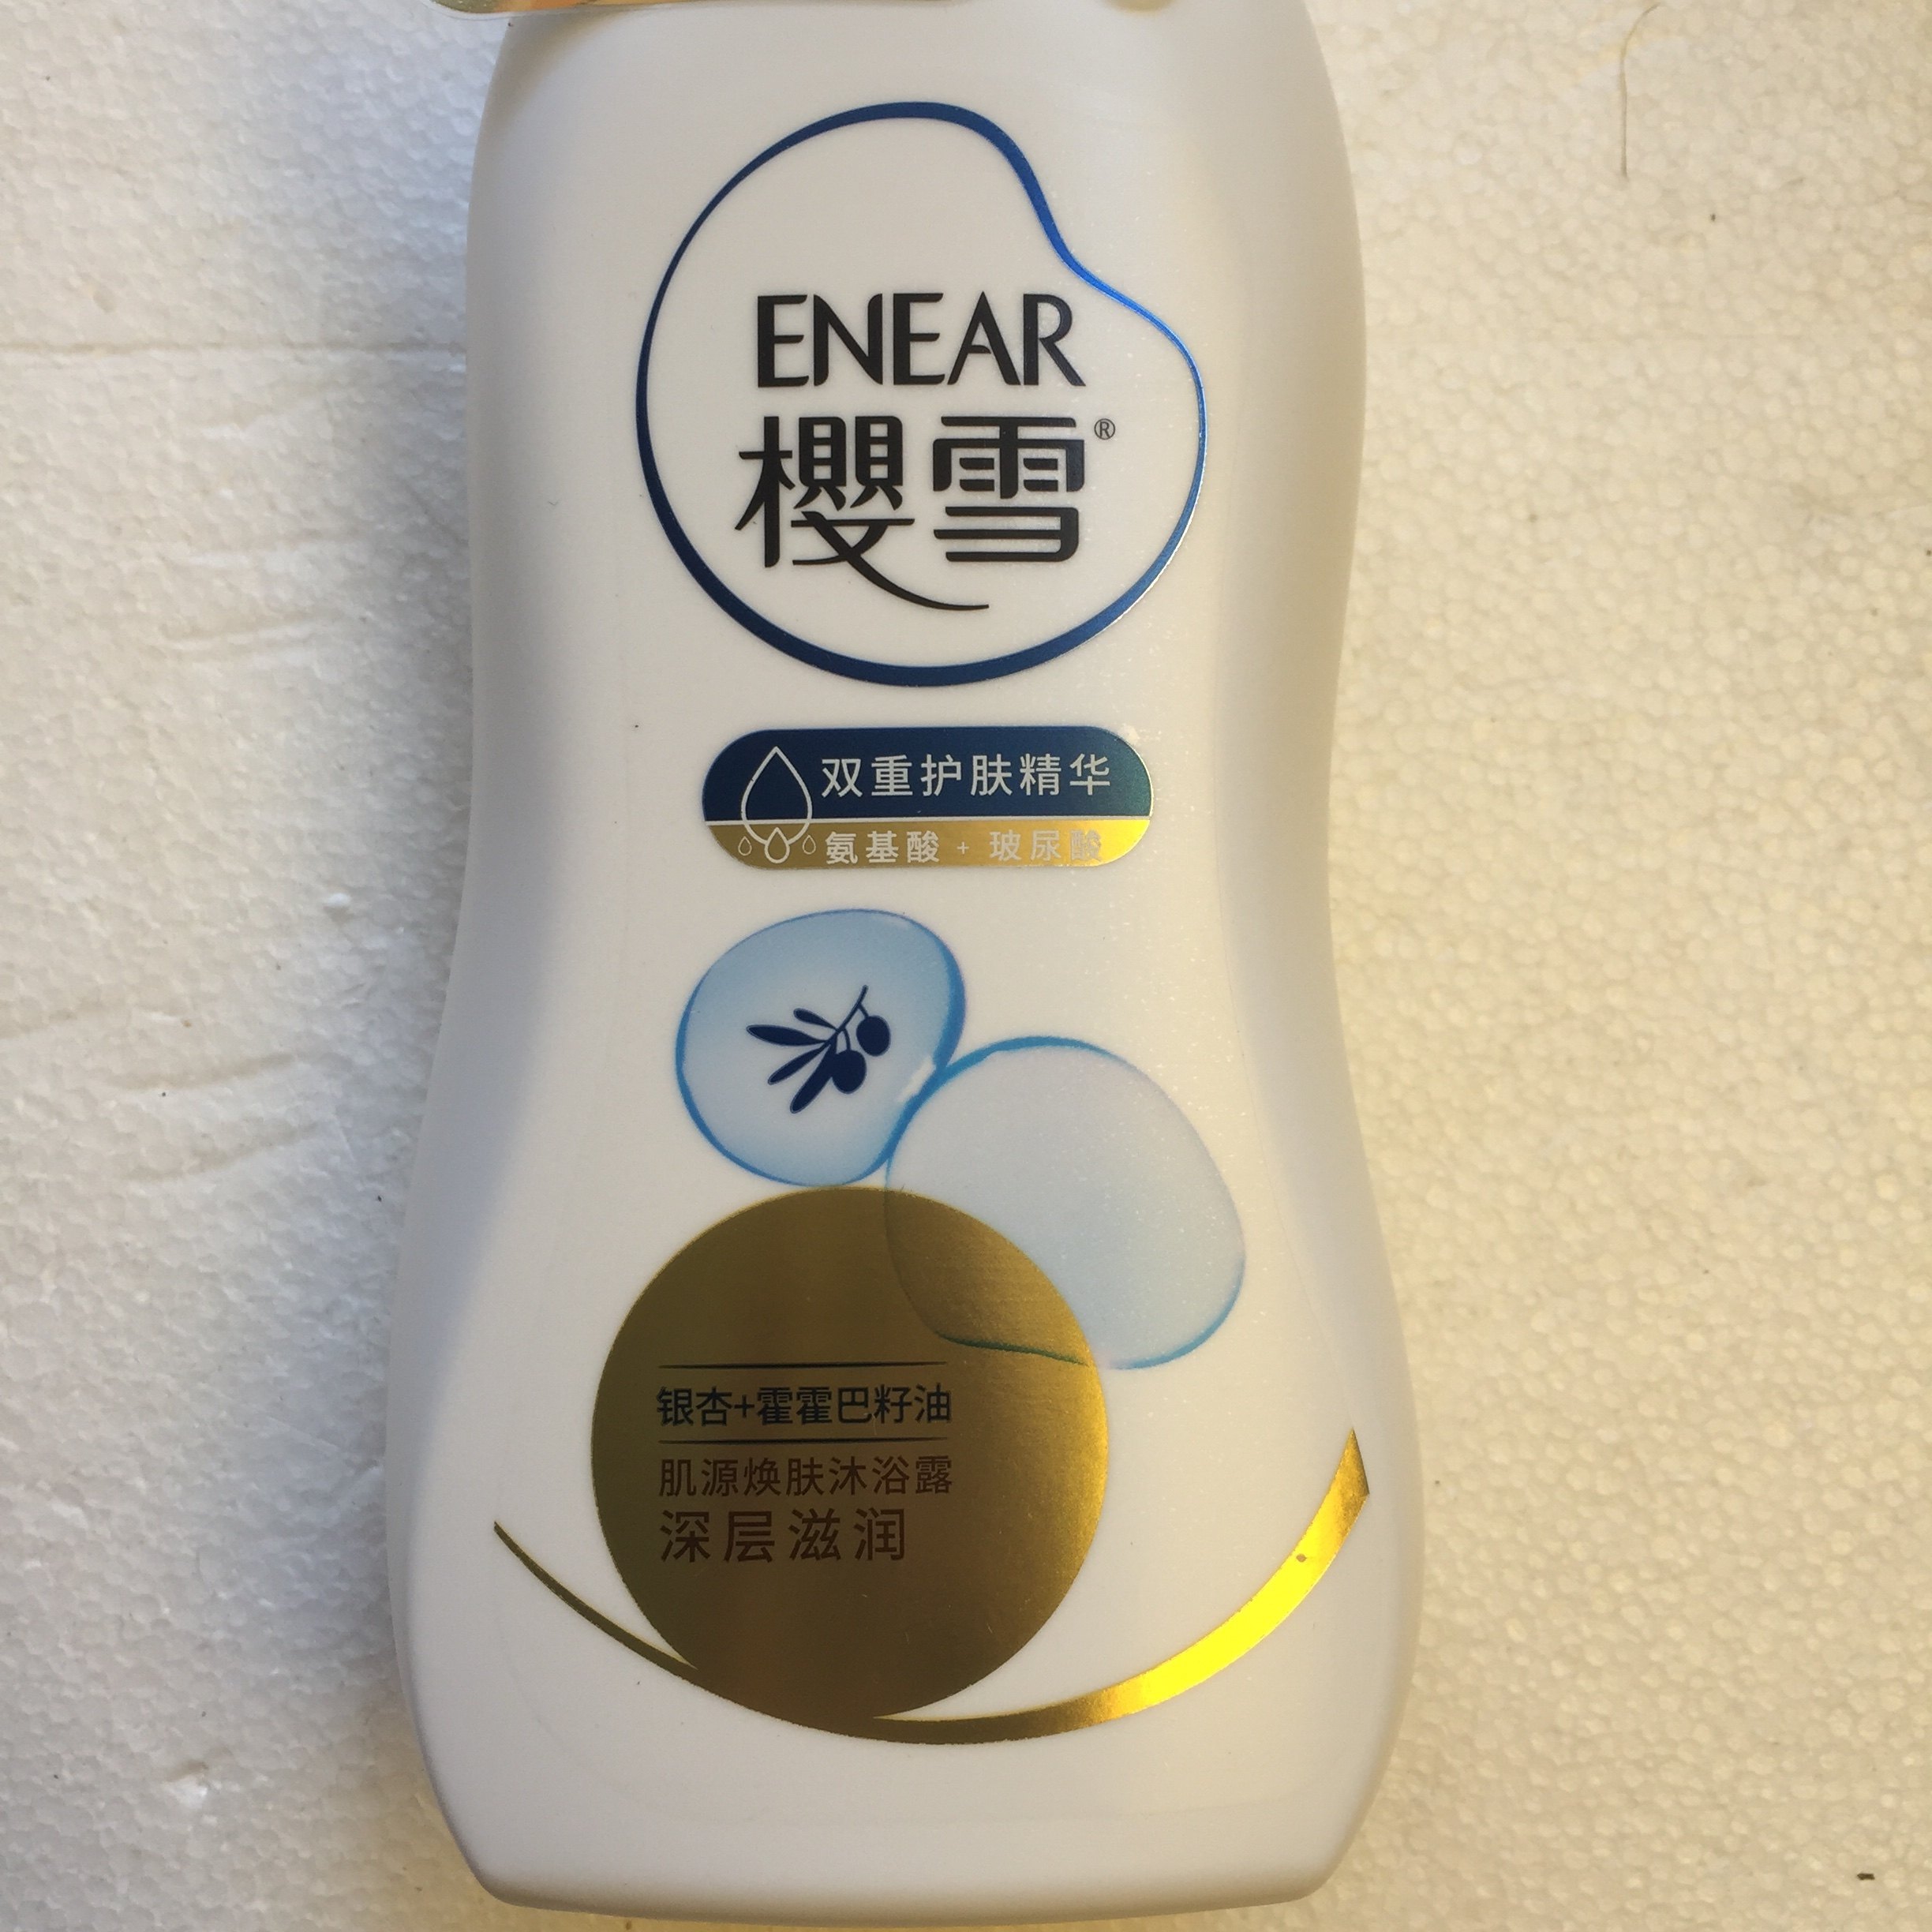 ENEAR
櫻雪®
双重护肤精华
氨基酸 + 玻尿酸
银杏+霍霍巴籽油
肌源焕肤沐浴露
深层滋润